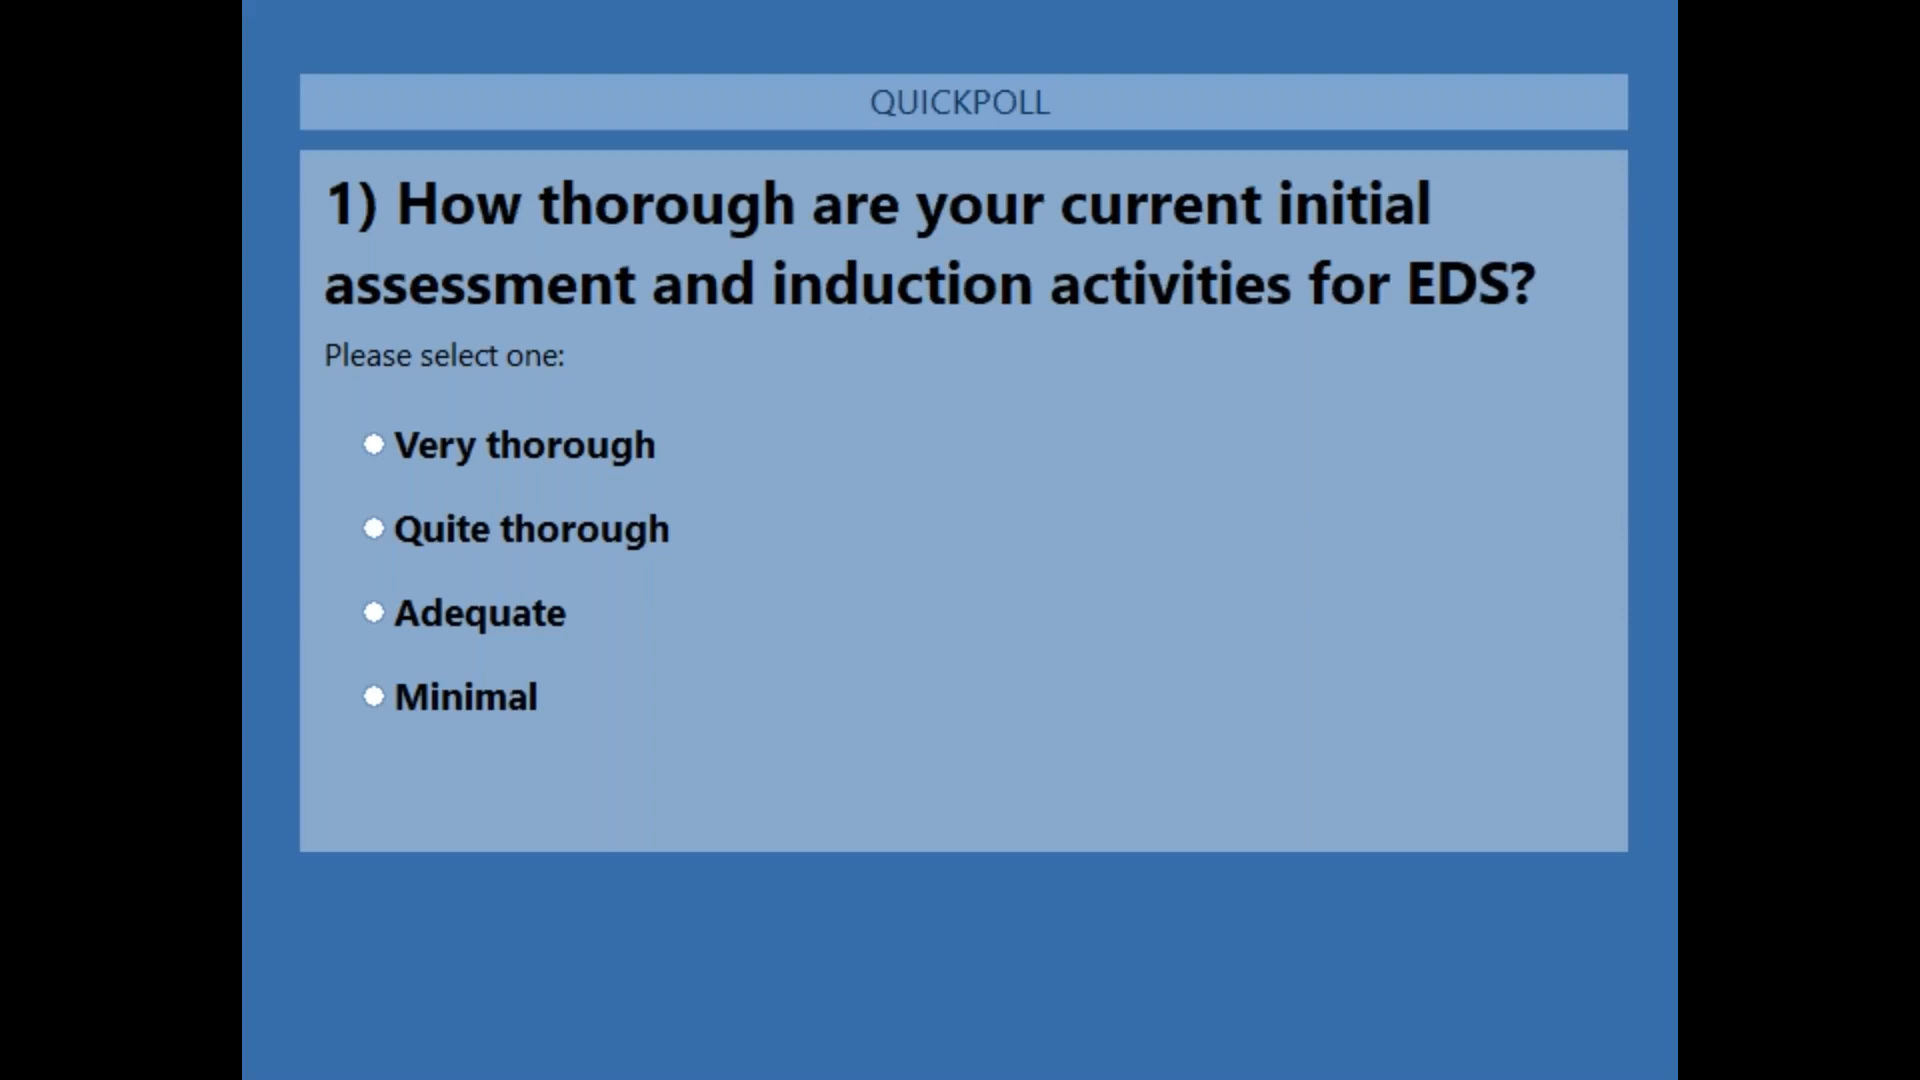 QUICKPOLL
1) How thorough are your current initial
assessment and induction activities for EDS?
Please select one:
Very thorough
Quite thorough
Adequate
Minimal